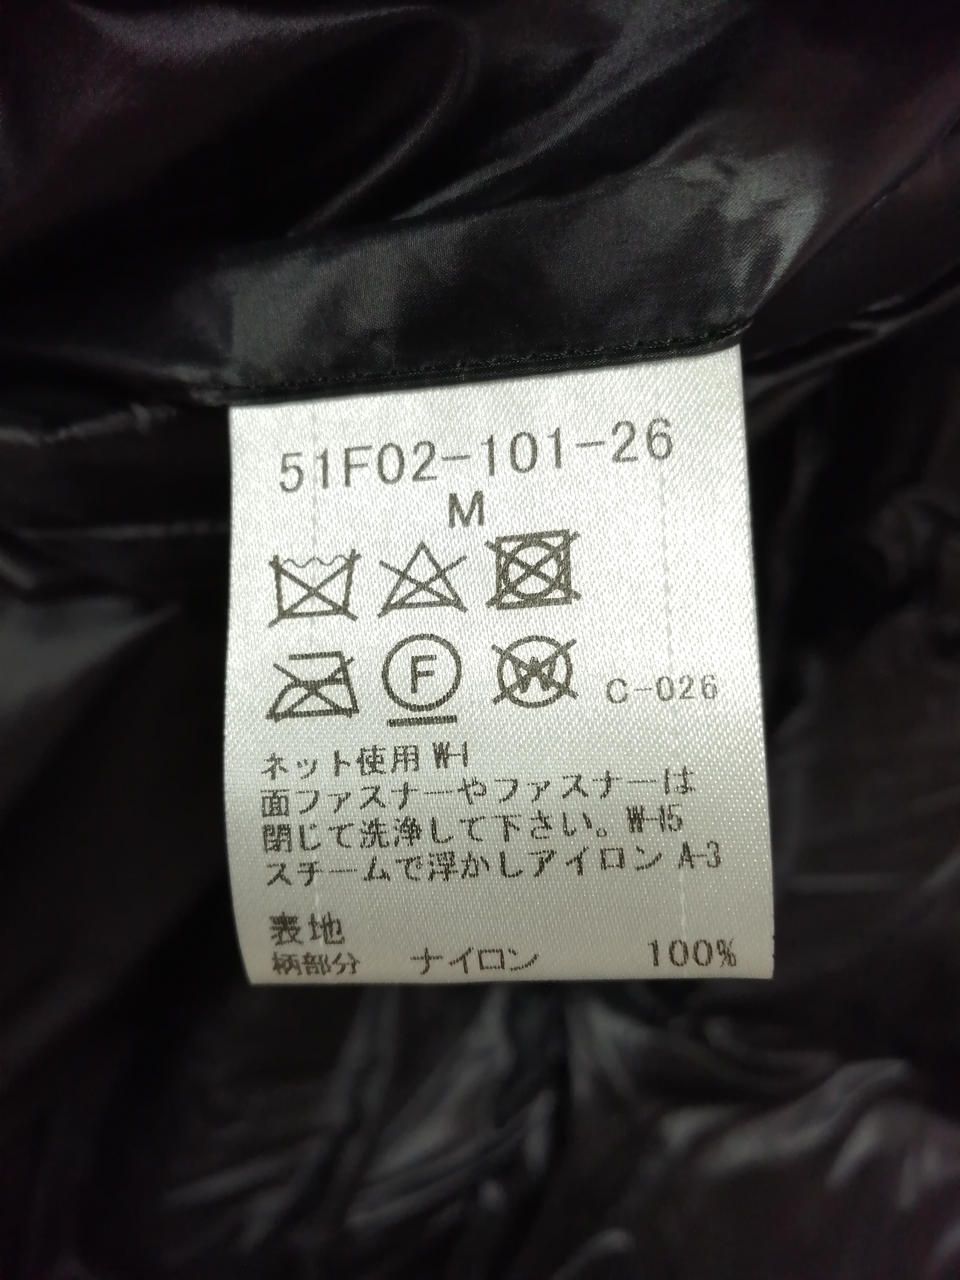 51F02-101-26
M
F
W
C-026
ネット使用 W-1
面ファスナーやファスナーは
閉じて洗浄して下さい。W-15
スチームで浮かしアイロン A-3
表地
柄部分 ナイロン 100%